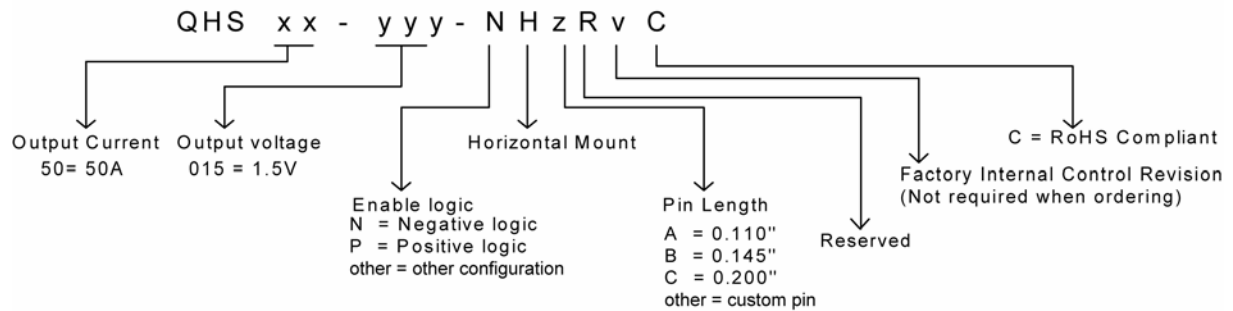 QHS xx - yyy - N H z R v C
Output Current
50= 50A
Output voltage
015 = 1.5V
Enable logic
N = Negative logic
P = Positive logic
other = other configuration
Horizontal Mount
Pin Length
A = 0.110"
B = 0.145"
C = 0.200"
other = custom pin
Reserved
Factory Internal Control Revision
(Not required when ordering)
C = RoHS Compliant